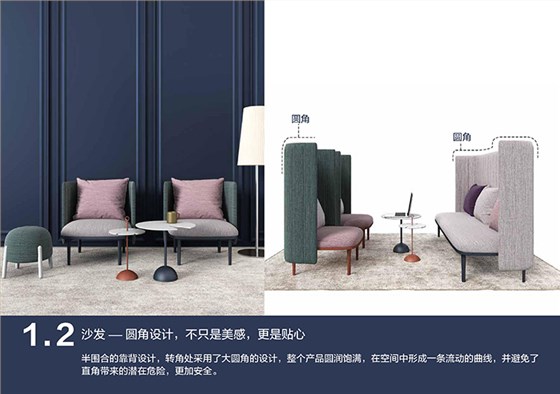 圆角
圆角
1.2 沙发 — 圆角设计，不只是美感，更是贴心
半围合的靠背设计，转角处采用了大圆角的设计，整个产品圆润饱满，在空间中形成一条流动的曲线，并避免了
直角带来的潜在危险，更加安全。